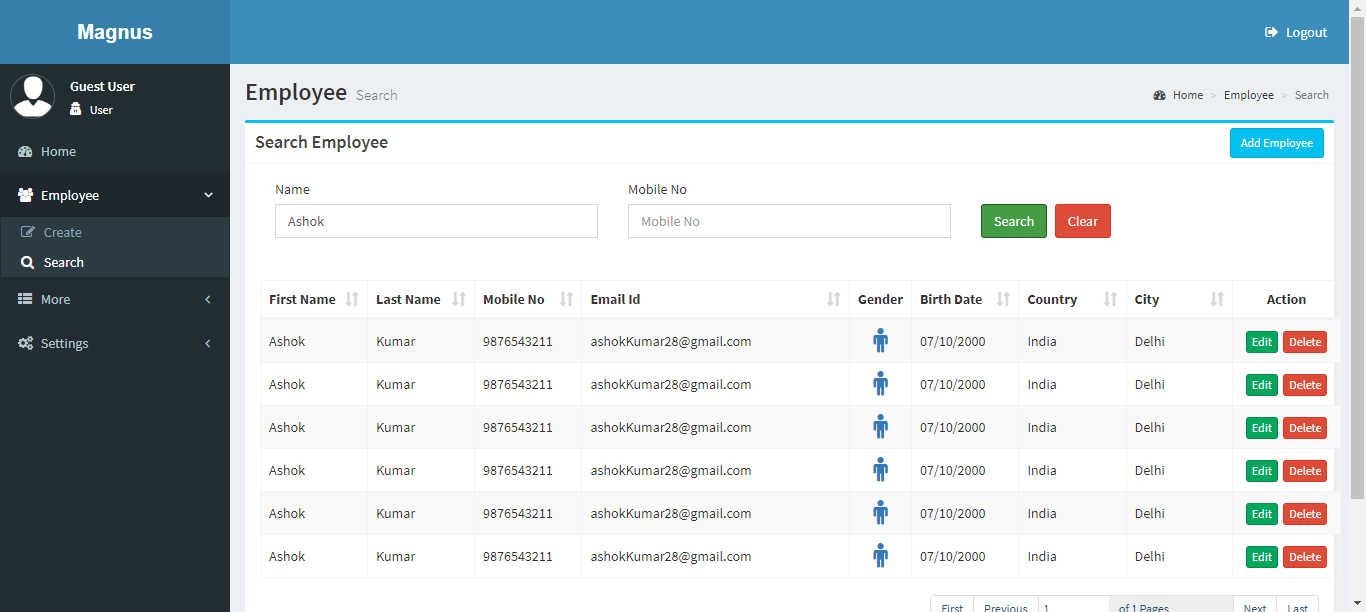 Magnus
Logout
Guest User
User
Home
Employee
Create
Search
More
Settings
Employee Search
Home > Employee > Search
Search Employee
Add Employee
Name Mobile No
Ashok Mobile No Search Clear
First Name Last Name Mobile No Email Id Gender Birth Date Country City Action
Ashok Kumar 9876543211 ashokKumar28@gmail.com 07/10/2000 India Delhi Edit Delete
Ashok Kumar 9876543211 ashokKumar28@gmail.com 07/10/2000 India Delhi Edit Delete
Ashok Kumar 9876543211 ashokKumar28@gmail.com 07/10/2000 India Delhi Edit Delete
Ashok Kumar 9876543211 ashokKumar28@gmail.com 07/10/2000 India Delhi Edit Delete
Ashok Kumar 9876543211 ashokKumar28@gmail.com 07/10/2000 India Delhi Edit Delete
Ashok Kumar 9876543211 ashokKumar28@gmail.com 07/10/2000 India Delhi Edit Delete
First Previous 1 of 1 Pages Next Last